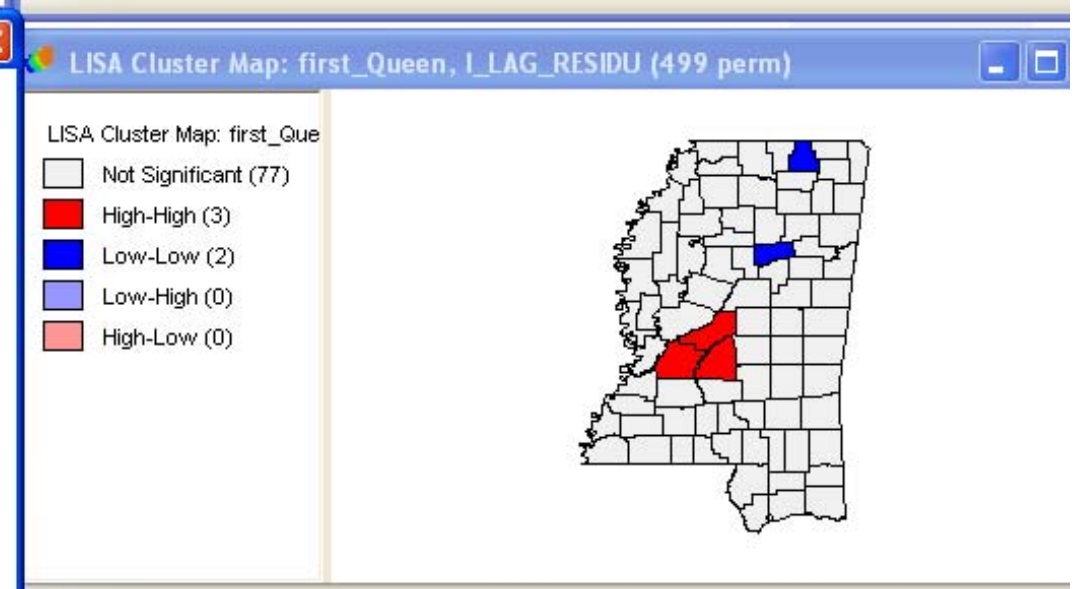 LISA Cluster Map: first_Queen, I_LAG_RESIDU (499 perm)
LISA Cluster Map: first_Que
Not Significant (77)
High-High (3)
Low-Low (2)
Low-High (0)
High-Low (0)